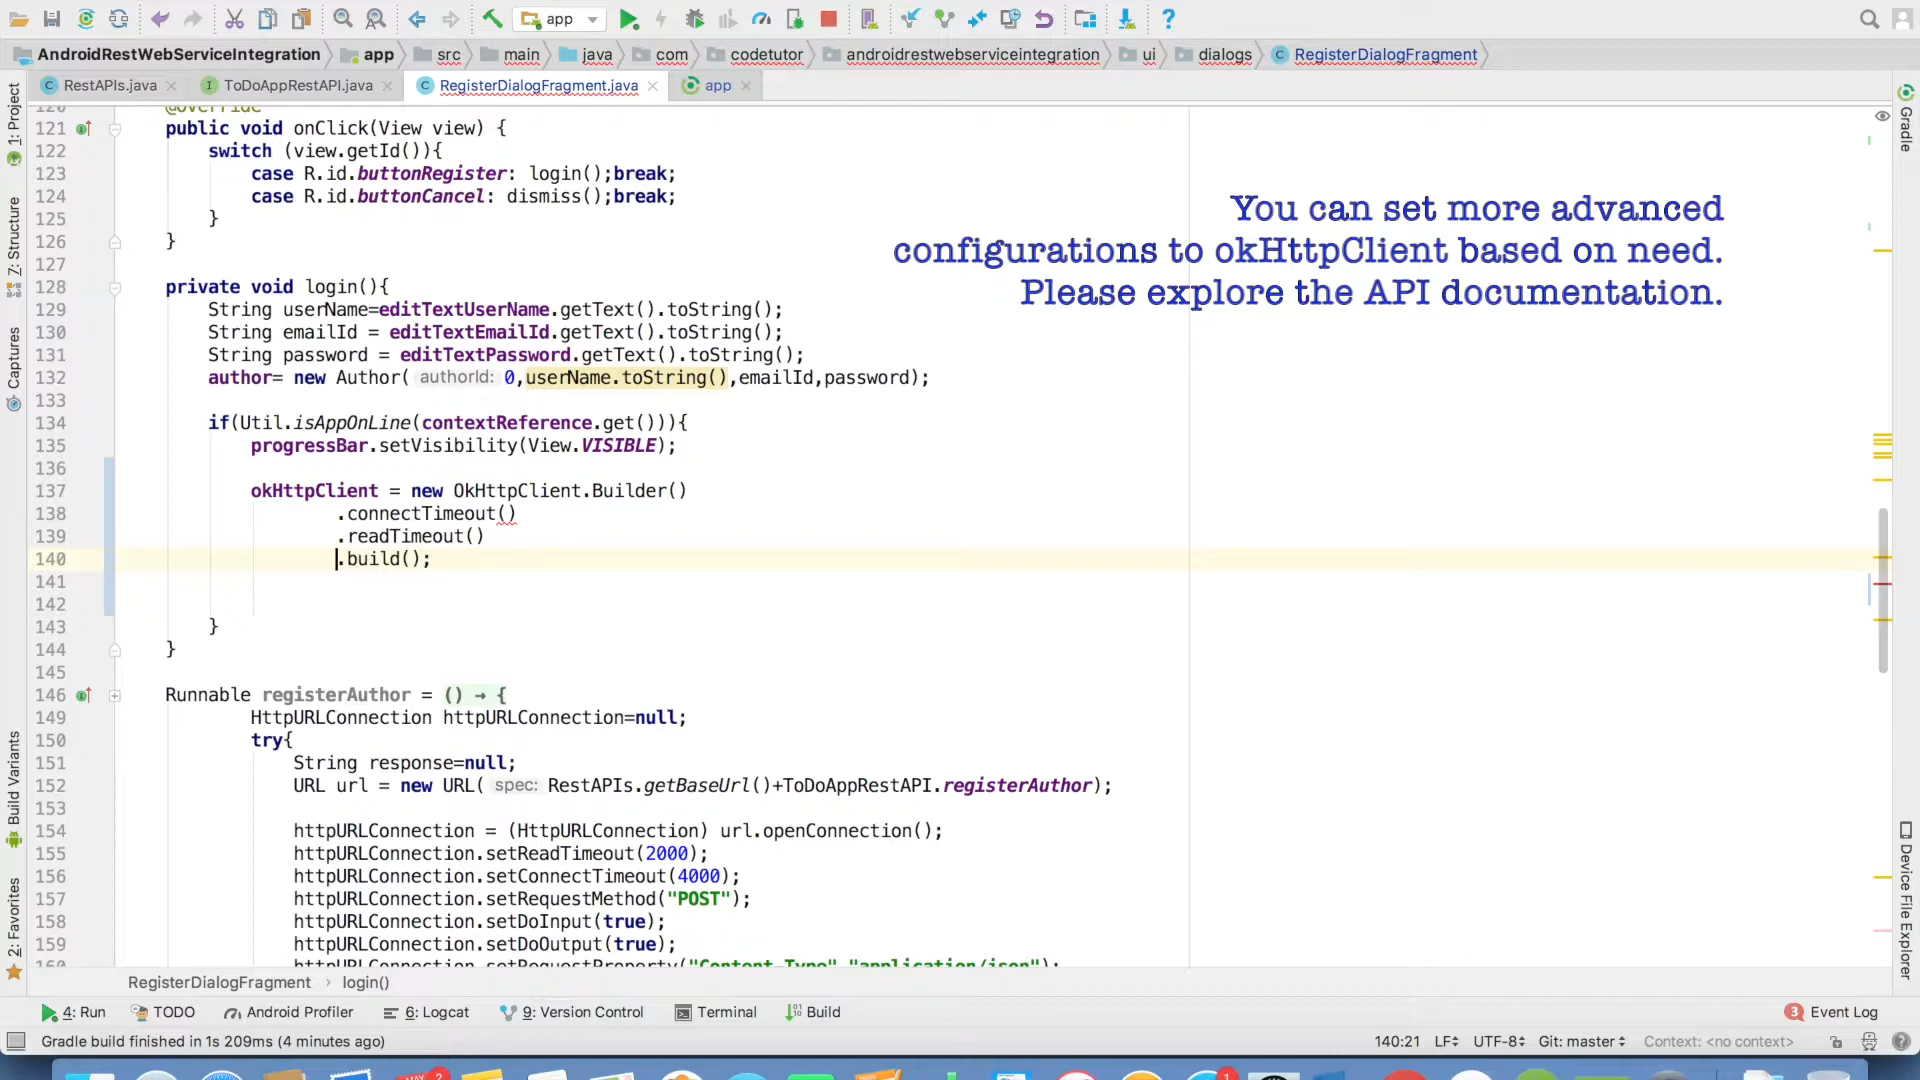 app
AndroidRestWebServiceIntegration app src main java com codetutor androidrestwebserviceintegration ui dialogs RegisterDialogFragment
RestAPIs.java ToDoAppRestAPI.java RegisterDialogFragment.java app
1: Project
7: Structure
Captures
Build Variants
2: Favorites
@Override
121 public void onClick(View view) {
122 switch (view.getId()){
123 case R.id.buttonRegister: login();break;
124 case R.id.buttonCancel: dismiss();break;
125 }
126 }
127
128 private void login(){
129 String userName=editTextUserName.getText().toString();
130 String emailId = editTextEmailId.getText().toString();
131 String password = editTextPassword.getText().toString();
132 author= new Author( authorId: 0,userName.toString(),emailId,password);
133
134 if(Util.isAppOnLine(contextReference.get())){
135 progressBar.setVisibility(View.VISIBLE);
136
137 okHttpClient = new OkHttpClient.Builder()
138 .connectTimeout()
139 .readTimeout()
140 .build();
141
142
143 }
144 }
145
146 Runnable registerAuthor = () → {
149 HttpURLConnection httpURLConnection=null;
150 try{
151 String response=null;
152 URL url = new URL( spec: RestAPIs.getBaseUrl()+ToDoAppRestAPI.registerAuthor);
153
154 httpURLConnection = (HttpURLConnection) url.openConnection();
155 httpURLConnection.setReadTimeout(2000);
156 httpURLConnection.setConnectTimeout(4000);
157 httpURLConnection.setRequestMethod("POST");
158 httpURLConnection.setDoInput(true);
159 httpURLConnection.setDoOutput(true);
160 httpURLConnection.setRequestProperty("Content-Type","application/json");
You can set more advanced
configurations to okHttpClient based on need.
Please explore the API documentation.
Gradle
Device File Explorer
RegisterDialogFragment › login()
4: Run TODO Android Profiler 6: Logcat 9: Version Control Terminal Build 3 Event Log
Gradle build finished in 1s 209ms (4 minutes ago) 140:21 LF UTF-8 Git: master Context: <no context>